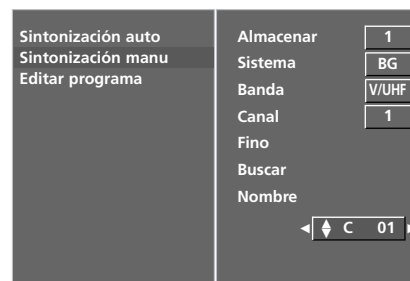 Sintonización auto
Sintonización manu
Editar programa
Almacenar 1
Sistema BG
Banda V/UHF
Canal 1
Fino
Buscar
Nombre
C 01